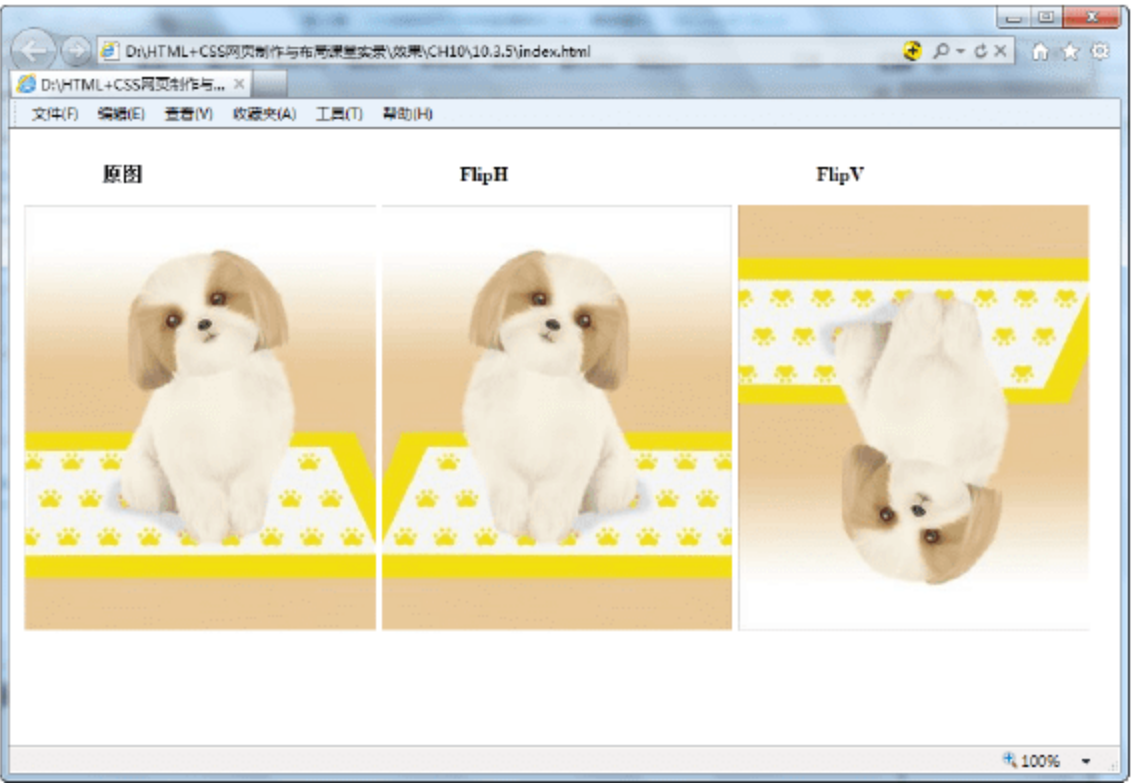 D:\HTML+CSS网页制作与布局课堂实录\效果\CH10\10.3.5\index.html
D:\HTML+CSS网页制作与...
文件(F) 编辑(E) 查看(V) 收藏夹(A) 工具(T) 帮助(H)
原图 FlipH FlipV
100%